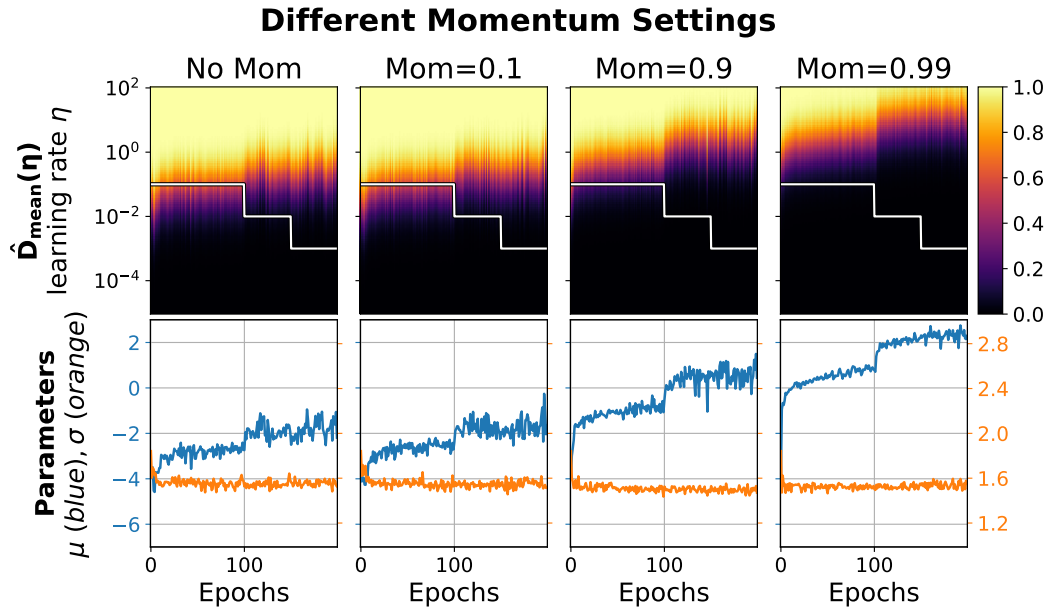 Different Momentum Settings
No Mom
Mom=0.1
Mom=0.9
Mom=0.99
D̂mean(η)
learning rate η
10²
10⁰
10⁻²
10⁻⁴
1.0
0.8
0.6
0.4
0.2
0.0
Parameters
μ (blue), σ (orange)
2
0
−2
−4
−6
2.8
2.4
2.0
1.6
1.2
0
100
0
100
0
100
0
100
Epochs
Epochs
Epochs
Epochs